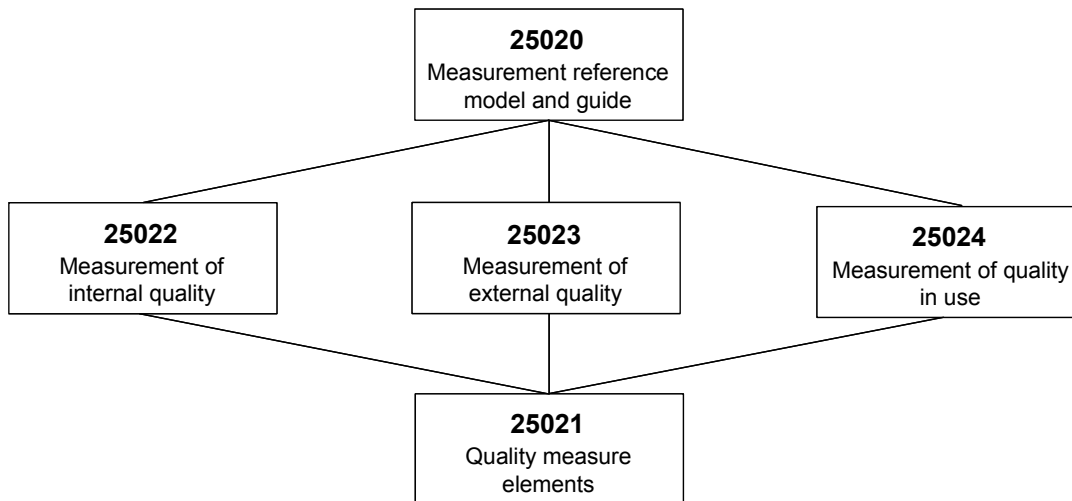 25020
Measurement reference
model and guide
25022
Measurement of
internal quality
25023
Measurement of
external quality
25024
Measurement of quality
in use
25021
Quality measure
elements